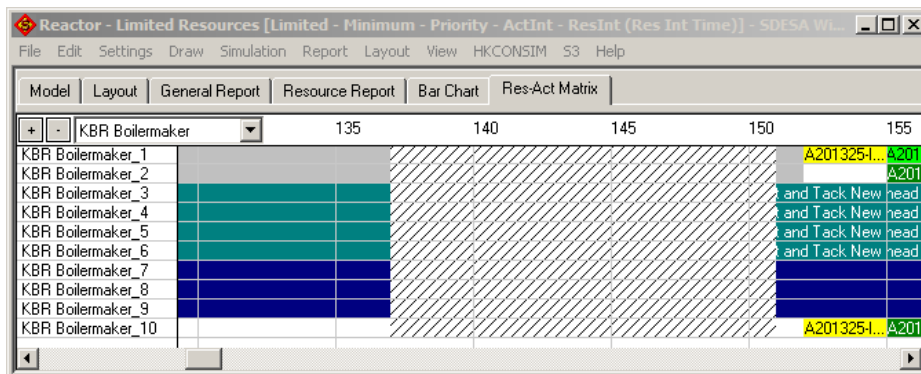 Reactor - Limited Resources [Limited - Minimum - Priority - ActInt - ResInt (Res Int Time)] - SDESA Wi...
File Edit Settings Draw Simulation Report Layout View HKCONSIM S3 Help
Model Layout General Report Resource Report Bar Chart Res-Act Matrix
+ - KBR Boilermaker 135 140 145 150 155
KBR Boilermaker_1 A201325-I... A201
KBR Boilermaker_2 A201
KBR Boilermaker_3 t and Tack New head
KBR Boilermaker_4 t and Tack New head
KBR Boilermaker_5 t and Tack New head
KBR Boilermaker_6 t and Tack New head
KBR Boilermaker_7
KBR Boilermaker_8
KBR Boilermaker_9
KBR Boilermaker_10 A201325-I... A201